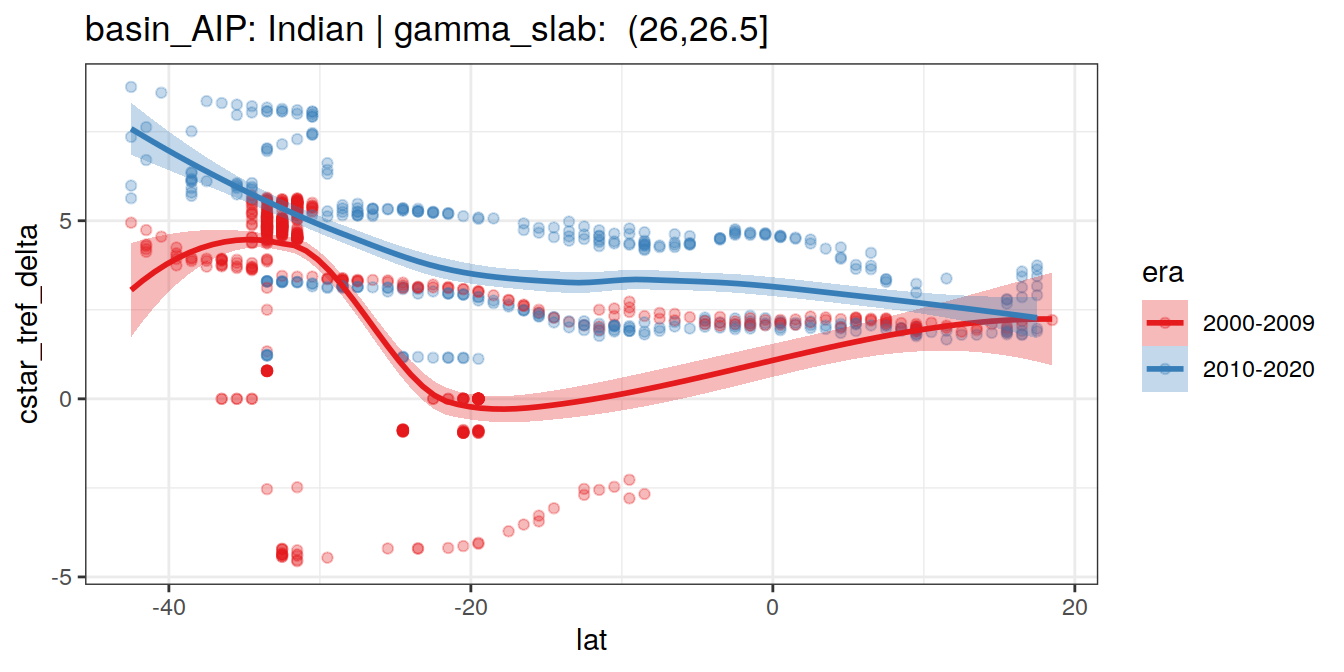 basin_AIP: Indian | gamma_slab:  (26,26.5]
cstar_tref_delta
5
0
-5
-40
-20
0
20
lat
era
2000-2009
2010-2020